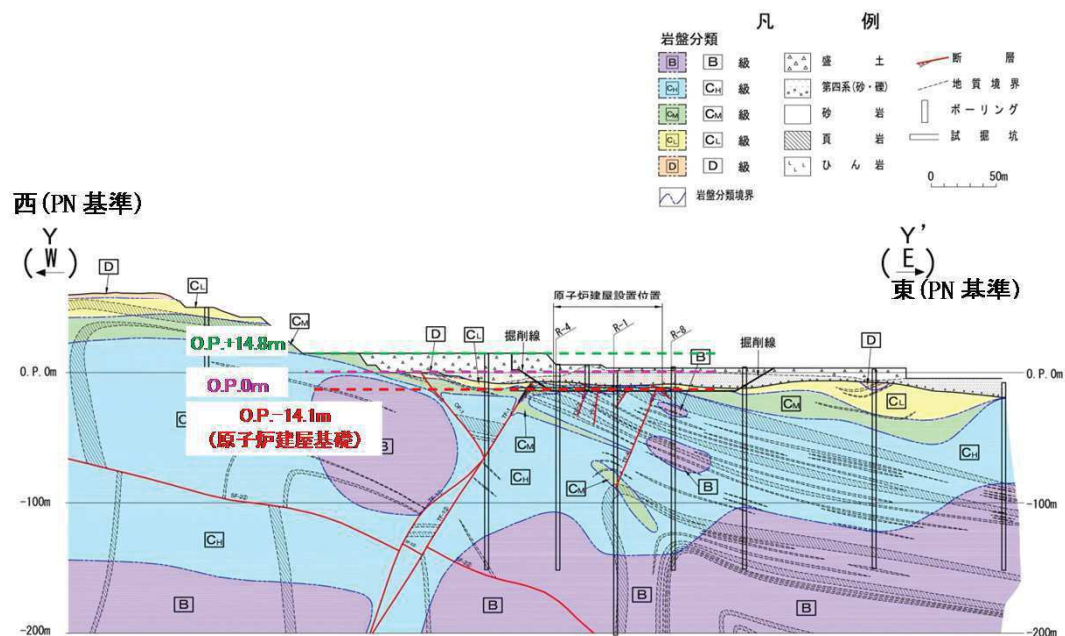 凡 例
岩盤分類
B B 級
CH CH 級
CM CM 級
CL CL 級
D D 級
岩盤分類境界
盛 土
第四系(砂・礫)
砂 岩
頁 岩
ひ ん 岩
断 層
地 質 境 界
ボ ー リ ン グ
試 掘 坑
0 50m
西(PN 基準)
Y
(W)
Y'
(E)
東(PN 基準)
D
CL
CM
原子炉建屋設置位置
R-4
R-1
R-8
D
CL
掘削線
B
掘削線
D
O.P.+14.8m
O.P.0m
O.P.0m
O.P.0m
O.P.-14.1m
(原子炉建屋基礎)
CL
CM
CL
B
CM
CH
CH
CM
B
-100m
-100m
CH
B
B
B
B
-200m
-200m